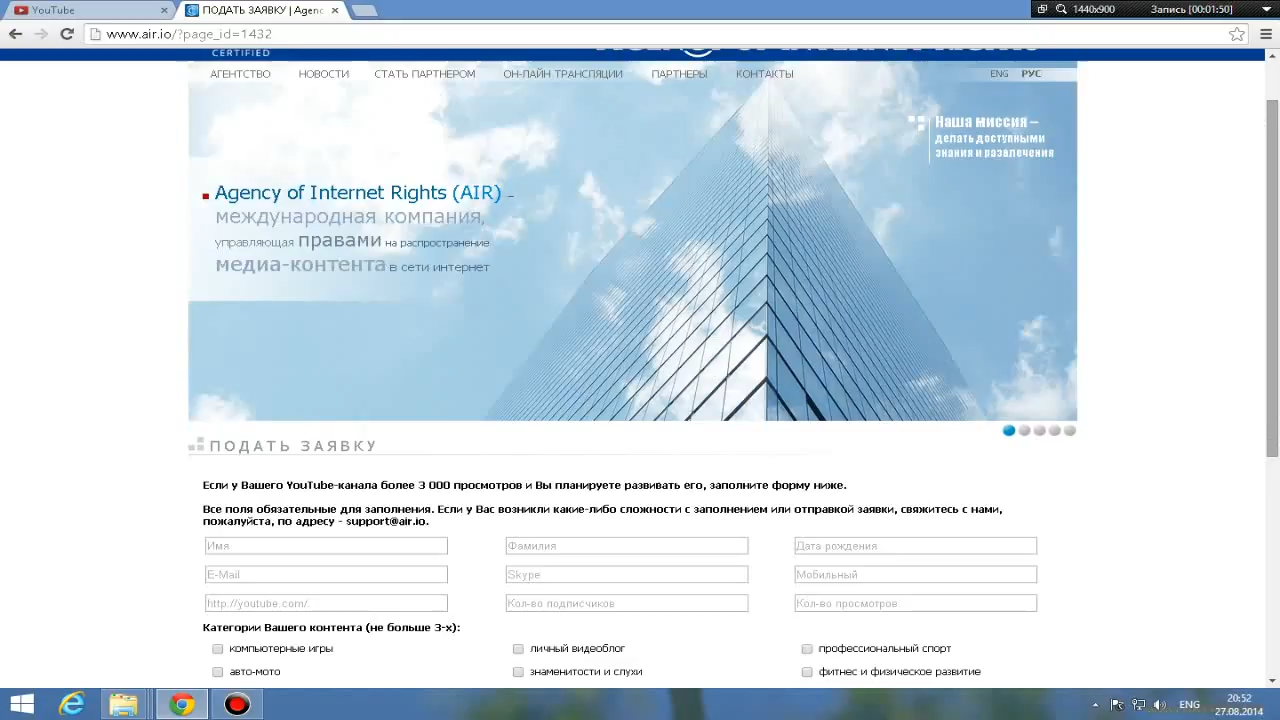 YouTube
ПОДАТЬ ЗАЯВКУ | Agenc
1440x900
Запись [00:01:50]
www.air.io/?page_id=1432
CERTIFIED
АГЕНТСТВО НОВОСТИ СТАТЬ ПАРТНЕРОМ ОН-ЛАЙН ТРАНСЛЯЦИИ ПАРТНЕРЫ КОНТАКТЫ ENG РУС
Наша миссия –
делать доступными
знания и развлечения
Agency of Internet Rights (AIR) –
международная компания,
управляющая правами на распространение
медиа-контента в сети интернет
ПОДАТЬ ЗАЯВКУ
Если у Вашего YouTube-канала более 3 000 просмотров и Вы планируете развивать его, заполните форму ниже.
Все поля обязательные для заполнения. Если у Вас возникли какие-либо сложности с заполнением или отправкой заявки, свяжитесь с нами,
пожалуйста, по адресу - support@air.io.
Имя Фамилия Дата рождения
E-Mail Skype Мобильный
http://youtube.com/ Кол-во подписчиков Кол-во просмотров
Категории Вашего контента (не больше 3-х):
компьютерные игры личный видеоблог профессиональный спорт
авто-мото знаменитости и слухи фитнес и физическое развитие
ENG
20:52
27.08.2014